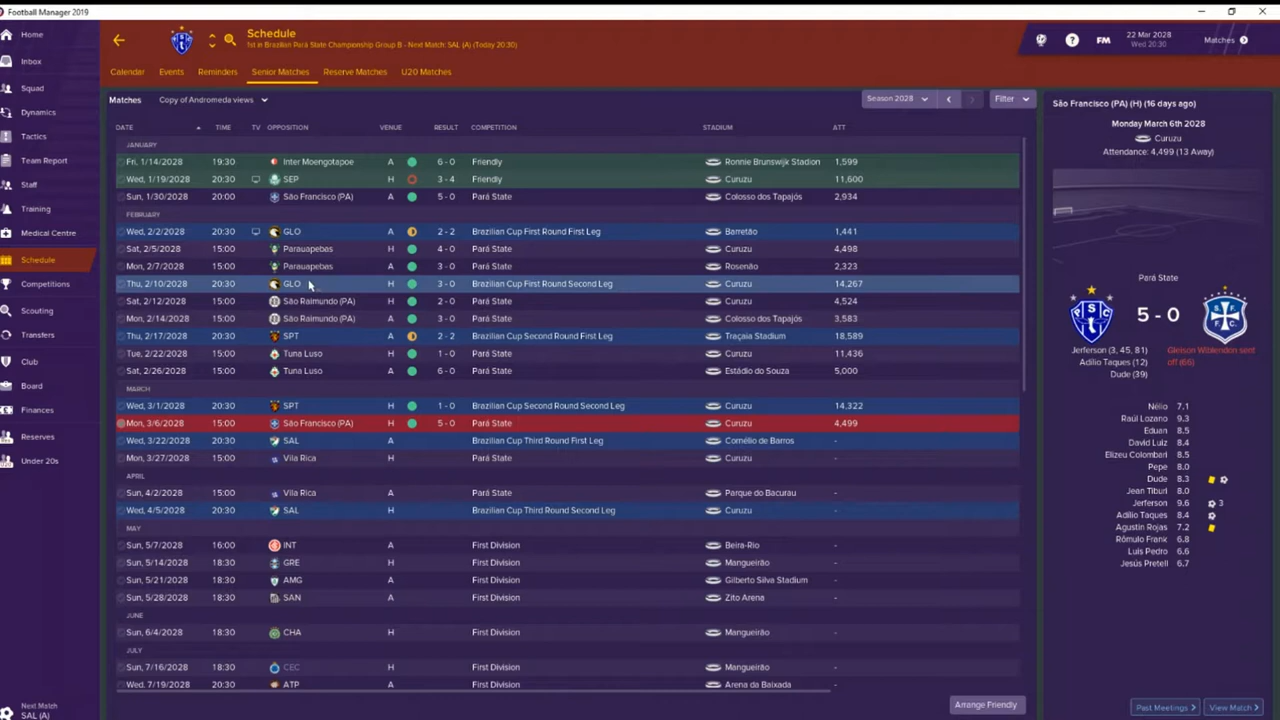 Football Manager 2019
Home
Inbox
Squad
Dynamics
Tactics
Team Report
Staff
Training
Medical Centre
Schedule
Competitions
Scouting
Transfers
Club
Board
Finances
Reserves
Under 20s
Next Match
SAL (A)
Schedule
1st in Brazilian Pará State Championship Group B - Next Match: SAL (A) (Today 20:30)
? FM 22 Mar 2028
Wed 20:30
Matches
Calendar Events Reminders Senior Matches Reserve Matches U20 Matches
Matches Copy of Andromeda views Season 2028 Filter
DATE TIME TV OPPOSITION VENUE RESULT COMPETITION STADIUM ATT
JANUARY
Fri, 1/14/2028 19:30 Inter Moengotapoe A 6 - 0 Friendly Ronnie Brunswijk Stadion 1,599
Wed, 1/19/2028 20:30 SEP H 3 - 4 Friendly Curuzu 11,600
Sun, 1/30/2028 20:00 São Francisco (PA) A 5 - 0 Pará State Colosso dos Tapajós 2,934
FEBRUARY
Wed, 2/2/2028 20:30 GLO A 2 - 2 Brazilian Cup First Round First Leg Barretão 1,441
Sat, 2/5/2028 15:00 Parauapebas H 4 - 0 Pará State Curuzu 4,498
Mon, 2/7/2028 15:00 Parauapebas A 3 - 0 Pará State Rosenão 2,323
Thu, 2/10/2028 20:30 GLO H 3 - 0 Brazilian Cup First Round Second Leg Curuzu 14,267
Sat, 2/12/2028 15:00 São Raimundo (PA) H 2 - 0 Pará State Curuzu 4,524
Mon, 2/14/2028 15:00 São Raimundo (PA) A 3 - 0 Pará State Colosso dos Tapajós 3,583
Thu, 2/17/2028 20:30 SPT A 2 - 2 Brazilian Cup Second Round First Leg Traçaia Stadium 18,589
Tue, 2/22/2028 15:00 Tuna Luso H 1 - 0 Pará State Curuzu 11,436
Sat, 2/26/2028 15:00 Tuna Luso A 6 - 0 Pará State Estádio do Souza 5,000
MARCH
Wed, 3/1/2028 20:30 SPT H 1 - 0 Brazilian Cup Second Round Second Leg Curuzu 14,322
Mon, 3/6/2028 15:00 São Francisco (PA) H 5 - 0 Pará State Curuzu 4,499
Wed, 3/22/2028 20:30 SAL A Brazilian Cup Third Round First Leg Cornélio de Barros -
Mon, 3/27/2028 15:00 Vila Rica H Pará State Curuzu -
APRIL
Sun, 4/2/2028 15:00 Vila Rica A Pará State Parque do Bacurau -
Wed, 4/5/2028 20:30 SAL H Brazilian Cup Third Round Second Leg Curuzu -
MAY
Sun, 5/7/2028 16:00 INT A First Division Beira-Rio -
Sun, 5/14/2028 18:30 GRE H First Division Mangueirão -
Sun, 5/21/2028 18:30 AMG A First Division Gilberto Silva Stadium -
Sun, 5/28/2028 18:30 SAN A First Division Zito Arena -
JUNE
Sun, 6/4/2028 18:30 CHA H First Division Mangueirão -
JULY
Sun, 7/16/2028 18:30 CEC H First Division Mangueirão -
Wed, 7/19/2028 20:30 ATP A First Division Arena da Baixada -
Arrange Friendly
São Francisco (PA) (H) (16 days ago)
Monday March 6th 2028
Curuzu
Attendance: 4,499 (13 Away)
Pará State
5 - 0
Jerferson (3, 45, 81)
Adílio Taques (12)
Dude (39)
Gleison Wibtendon sent
off (66)
Nélio 7.1
Raúl Lozano 9.3
Eduan 8.5
David Luiz 8.4
Elizeu Colombari 8.5
Pepe 8.0
Dude 8.3
Jean Tiburi 8.0
Jerferson 9.6 3
Adílio Taques 8.4
Agustín Rojas 7.2
Rômulo Frank 6.8
Luis Pedro 6.6
Jesús Pretell 6.7
Past Meetings View Match